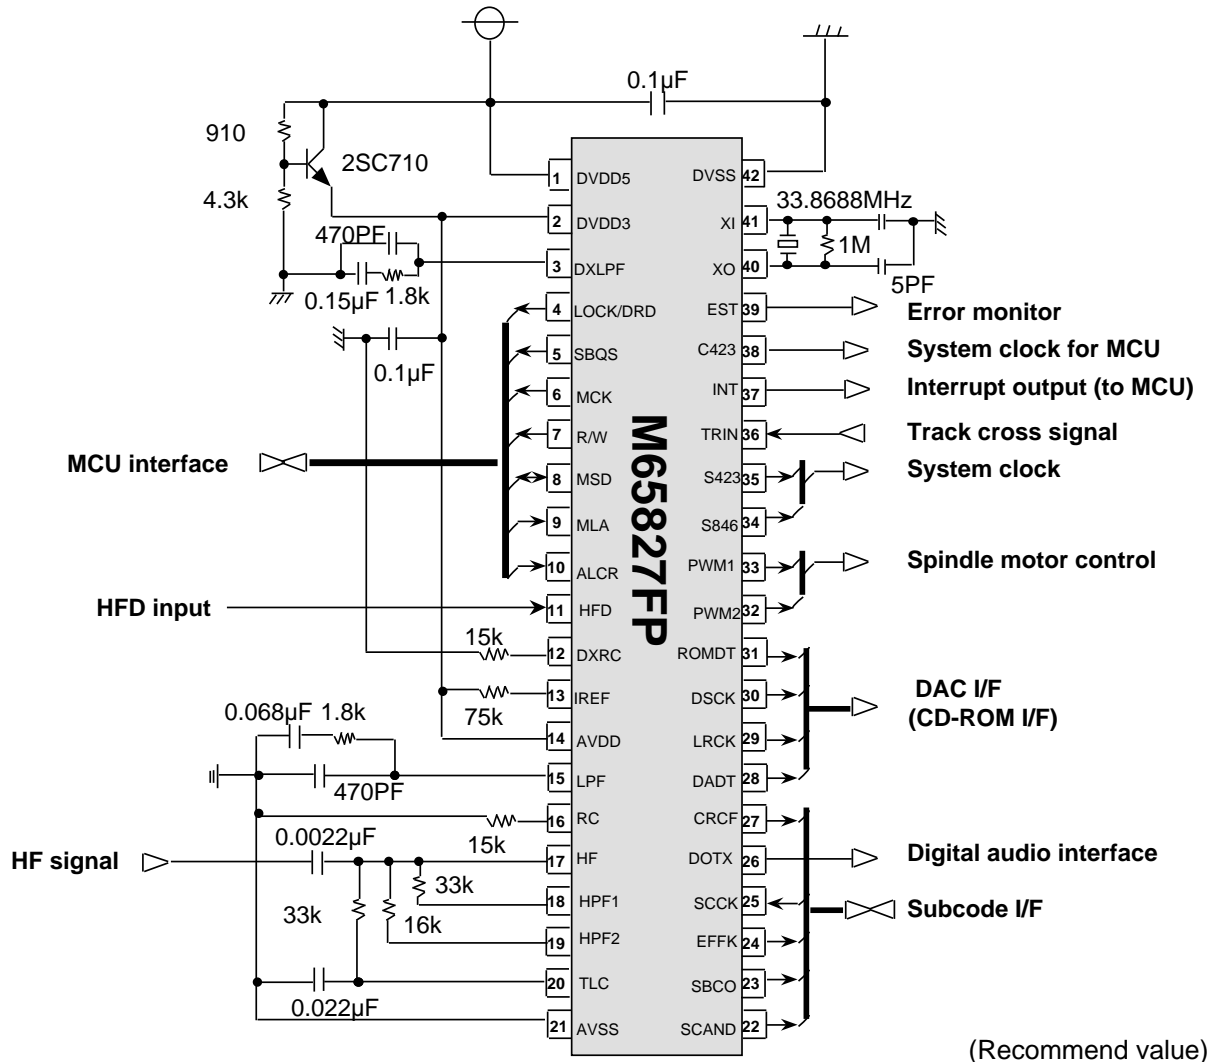 0.1µF
910
2SC710
4.3k
1 DVDD5
DVSS 42
33.8688MHz
2 DVDD3
XI 41
470PF
1M
3 DXLPF
XO 40
0.15µF
1.8k
5PF
4 LOCK/DRD
EST 39
Error monitor
5 SBQS
C423 38
System clock for MCU
0.1µF
6 MCK
INT 37
Interrupt output (to MCU)
7 R/W
TRIN 36
Track cross signal
MCU interface
8 MSD
M65827FP
S423 35
System clock
9 MLA
S846 34
10 ALCR
PWM1 33
Spindle motor control
HFD input
11 HFD
PWM2 32
15k
12 DXRC
ROMDT 31
13 IREF
DSCK 30
DAC I/F
(CD-ROM I/F)
75k
0.068µF 1.8k
14 AVDD
LRCK 29
15 LPF
DADT 28
470PF
16 RC
CRCF 27
0.0022µF
15k
HF signal
17 HF
DOTX 26
Digital audio interface
33k
18 HPF1
SCCK 25
Subcode I/F
33k
16k
19 HPF2
EFFK 24
20 TLC
SBCO 23
0.022µF
21 AVSS
SCAND 22
(Recommend value)